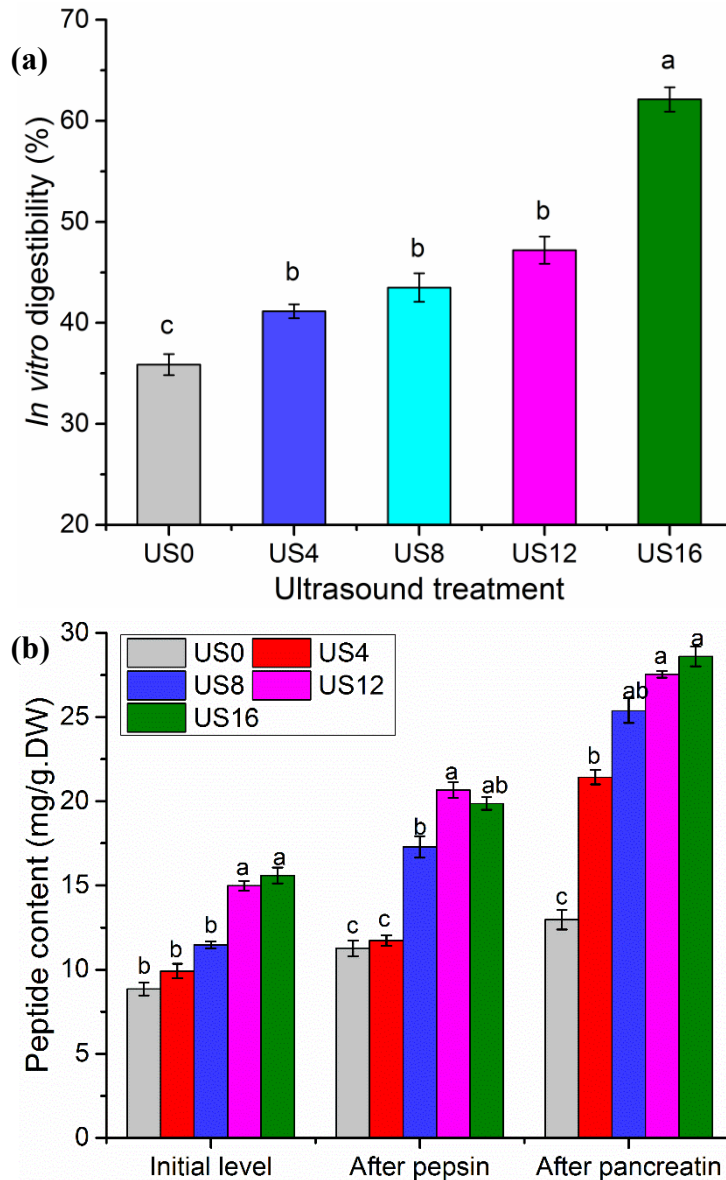 (a)
In vitro digestibility (%)
70
60
50
40
30
20
c
b
b
b
a
US0 US4 US8 US12 US16
Ultrasound treatment
(b)
Peptide content (mg/g.DW)
30
25
20
15
10
5
0
US0 US4
US8 US12
US16
b b b a a
c c b a ab
c b ab a a
Initial level After pepsin After pancreatin